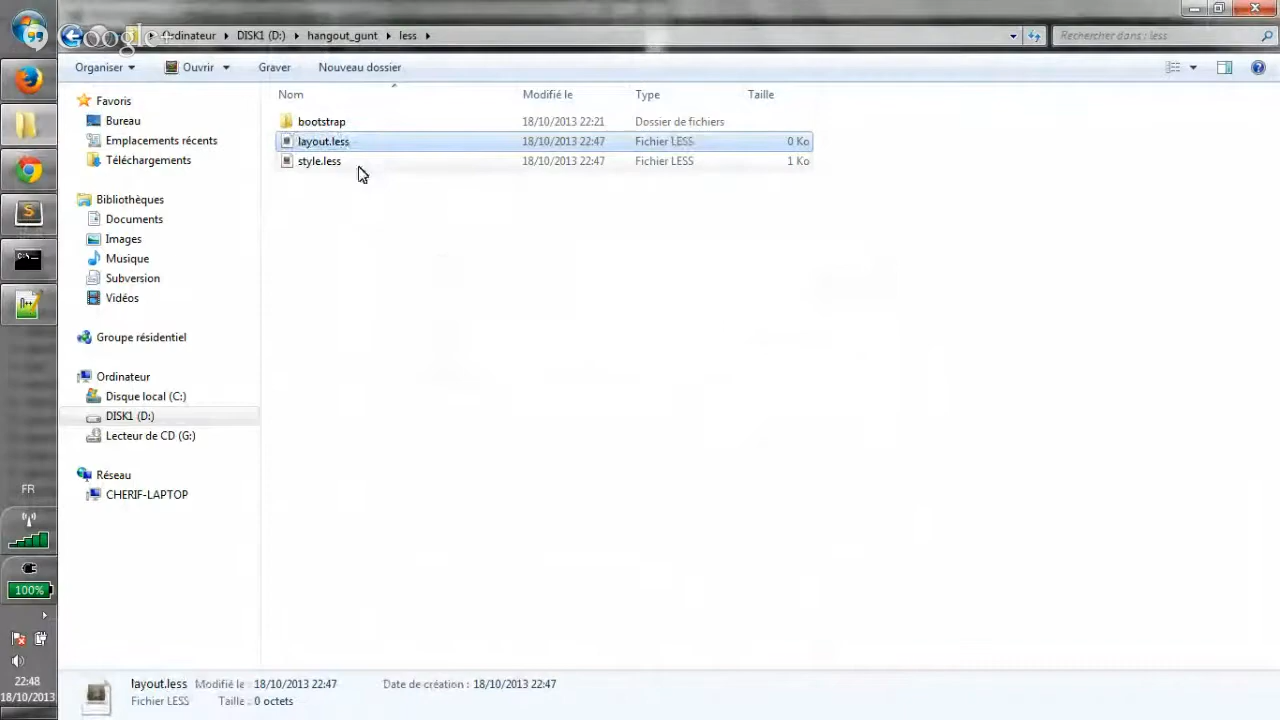 Google+
Ordinateur DISK1 (D:) hangout_gunt less
Rechercher dans : less
Organiser Ouvrir Graver Nouveau dossier
Nom Modifié le Type Taille
Favoris
Bureau
Emplacements récents
Téléchargements
Bibliothèques
Documents
Images
Musique
Subversion
Vidéos
Groupe résidentiel
Ordinateur
Disque local (C:)
DISK1 (D:)
Lecteur de CD (G:)
Réseau
CHERIF-LAPTOP
bootstrap 18/10/2013 22:21 Dossier de fichiers
layout.less 18/10/2013 22:47 Fichier LESS 0 Ko
style.less 18/10/2013 22:47 Fichier LESS 1 Ko
FR
100%
22:48
18/10/2013
layout.less Modifié le : 18/10/2013 22:47 Date de création : 18/10/2013 22:47
Fichier LESS Taille : 0 octets